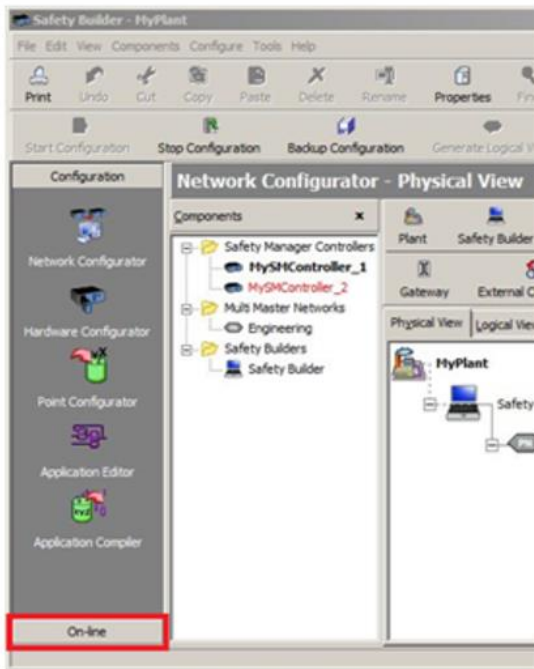 Safety Builder - MyPlant
File Edit View Components Configure Tools Help
Print Undo Cut Copy Paste Delete Rename Properties
Start Configuration Stop Configuration Backup Configuration Generate Logical
Configuration
Network Configurator
Hardware Configurator
Point Configurator
Application Editor
Application Compiler
On-line
Network Configurator - Physical View
Components x
Safety Manager Controllers
MySMController_1
MySMController_2
Multi Master Networks
Engineering
Safety Builders
Safety Builder
Plant Safety Builder
Gateway External
Physical View Logical View
MyPlant
Safety
PN